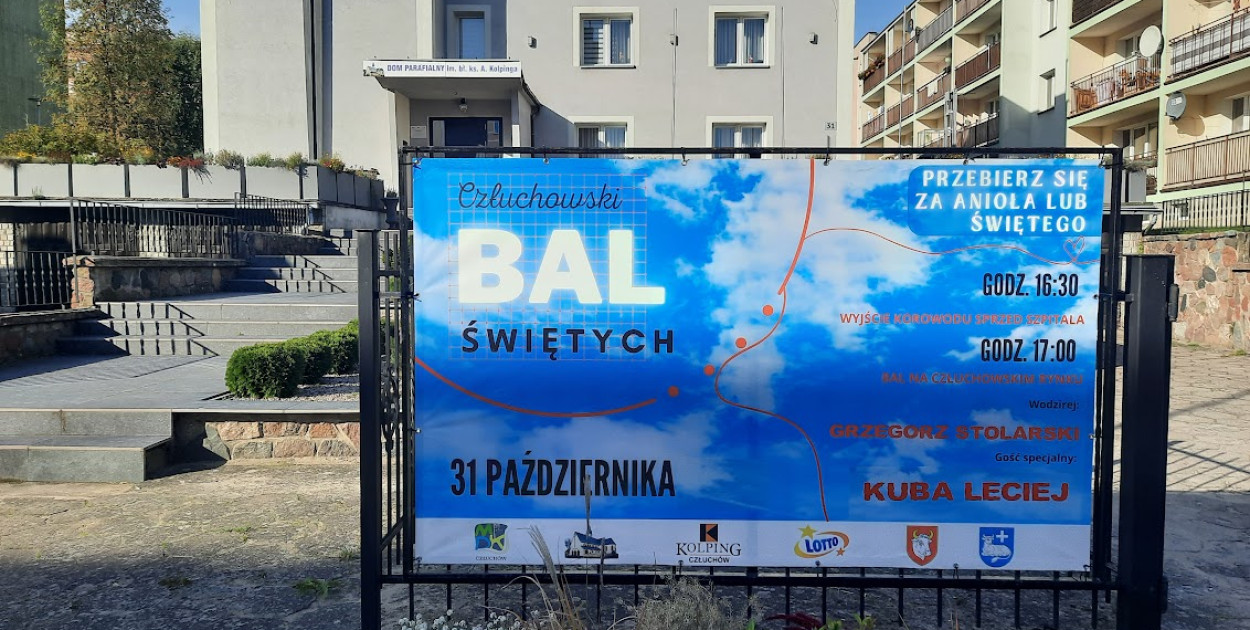 DOM PARAFIALNY im. bł. ks. A. Kolpinga
31
Człuchowski
BAL
ŚWIĘTYCH
31 PAŹDZIERNIKA
PRZEBIERZ SIĘ
ZA ANIOŁA LUB
ŚWIĘTEGO
GODZ. 16:30
WYJŚCIE KOROWODU SPRZED SZPITALA
GODZ. 17:00
BAL NA CZŁUCHOWSKIM RYNKU
Wodzirej:
GRZEGORZ STOLARSKI
Gość specjalny:
KUBA LECIEJ
CZŁUCHÓW
KOLPING
CZŁUCHÓW
LOTTO